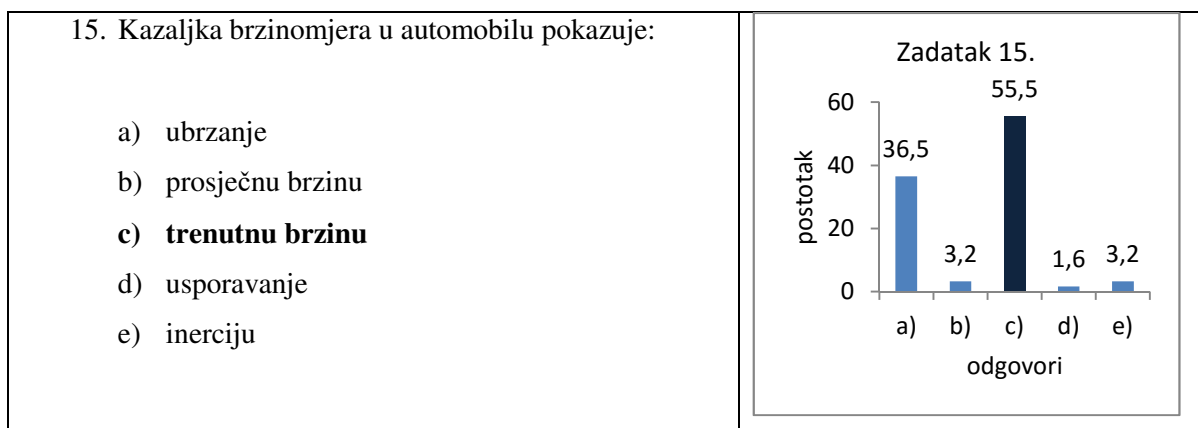 15. Kazaljka brzinomjera u automobilu pokazuje:
a) ubrzanje
b) prosječnu brzinu
c) trenutnu brzinu
d) usporavanje
e) inerciju
Zadatak 15.
postotak
60
40
20
0
36,5
3,2
55,5
1,6
3,2
a) b) c) d) e)
odgovori